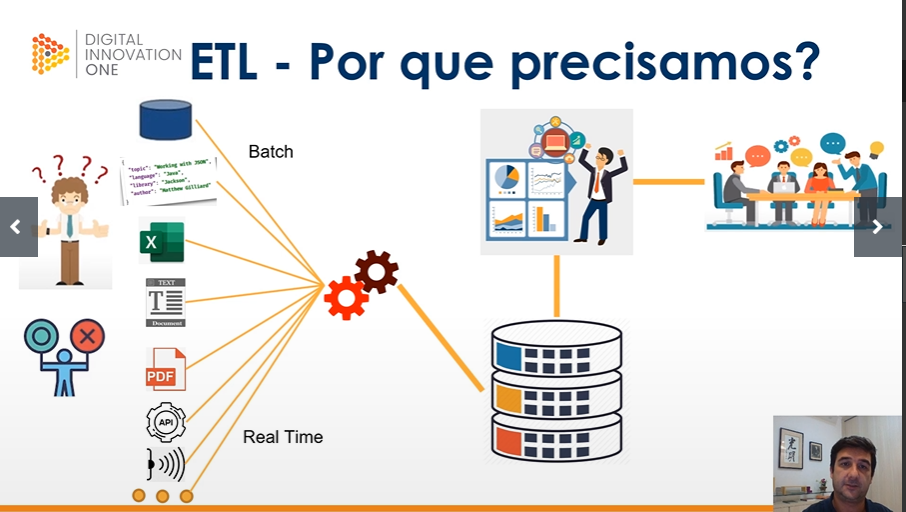 DIGITAL
INNOVATION
ONE
ETL - Por que precisamos?
Batch
"topic": "Working with JSON",
"language": "Java",
"library": "Jackson",
"author": "Matthew Gilliard"
X
TEXT
T
Document
PDF
API
Real Time